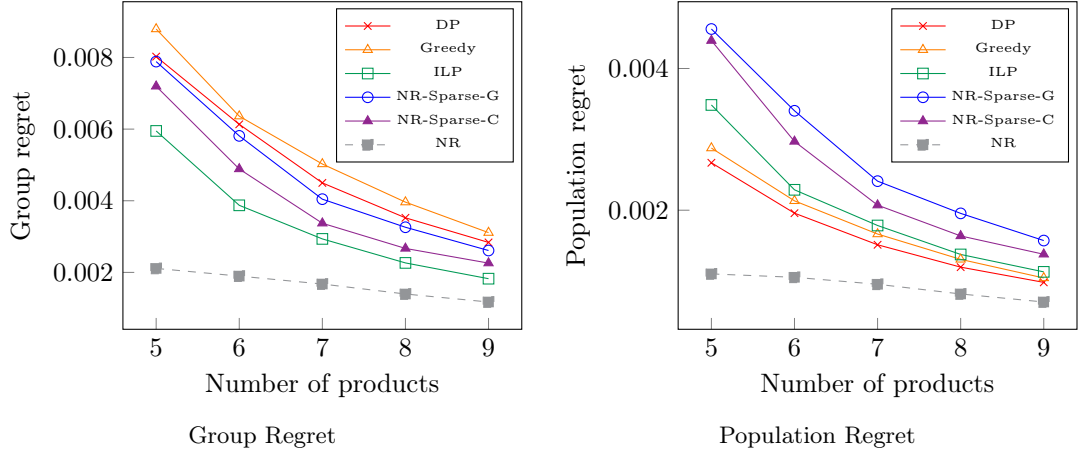 Group regret
0.008
0.006
0.004
0.002
DP
Greedy
ILP
NR-Sparse-G
NR-Sparse-C
NR
5 6 7 8 9
Number of products
Group Regret
Population regret
0.004
0.002
DP
Greedy
ILP
NR-Sparse-G
NR-Sparse-C
NR
5 6 7 8 9
Number of products
Population Regret